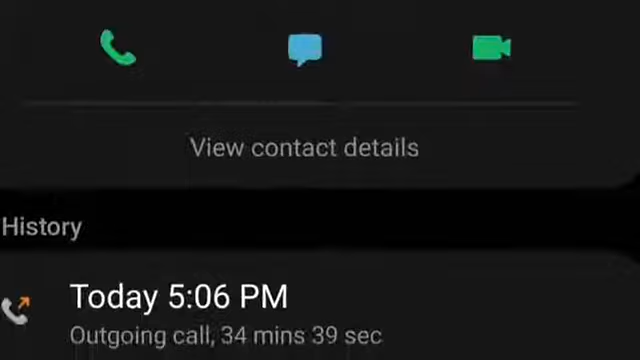 View contact details
History
Today 5:06 PM
Outgoing call, 34 mins 39 sec